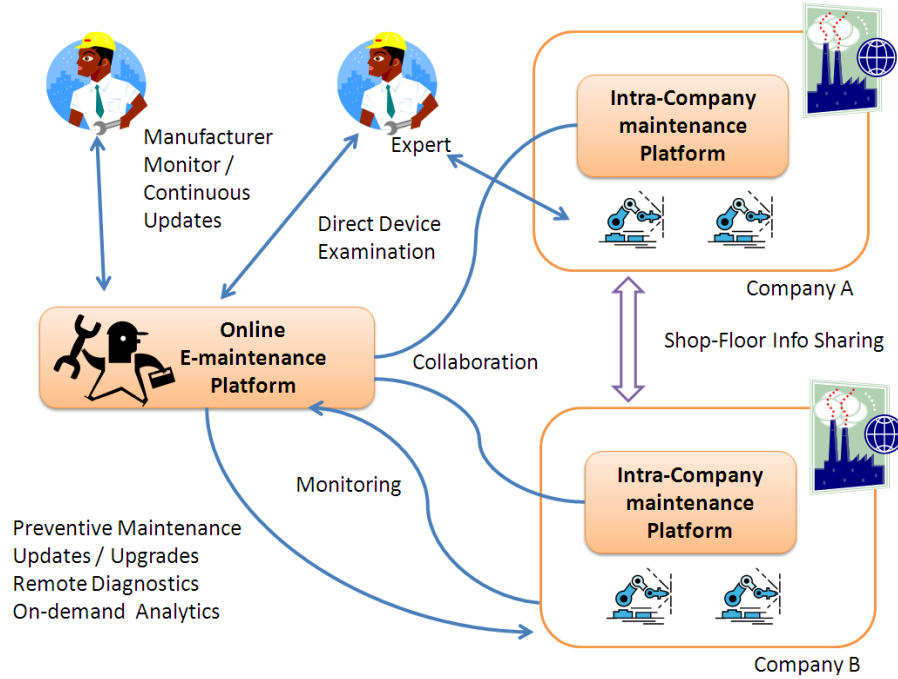 Intra-Company
maintenance
Platform
Manufacturer
Monitor /
Continuous
Updates
Expert
Direct Device
Examination
Company A
Online
E-maintenance
Platform
Collaboration
Shop-Floor Info Sharing
Monitoring
Intra-Company
maintenance
Platform
Preventive Maintenance
Updates / Upgrades
Remote Diagnostics
On-demand Analytics
Company B